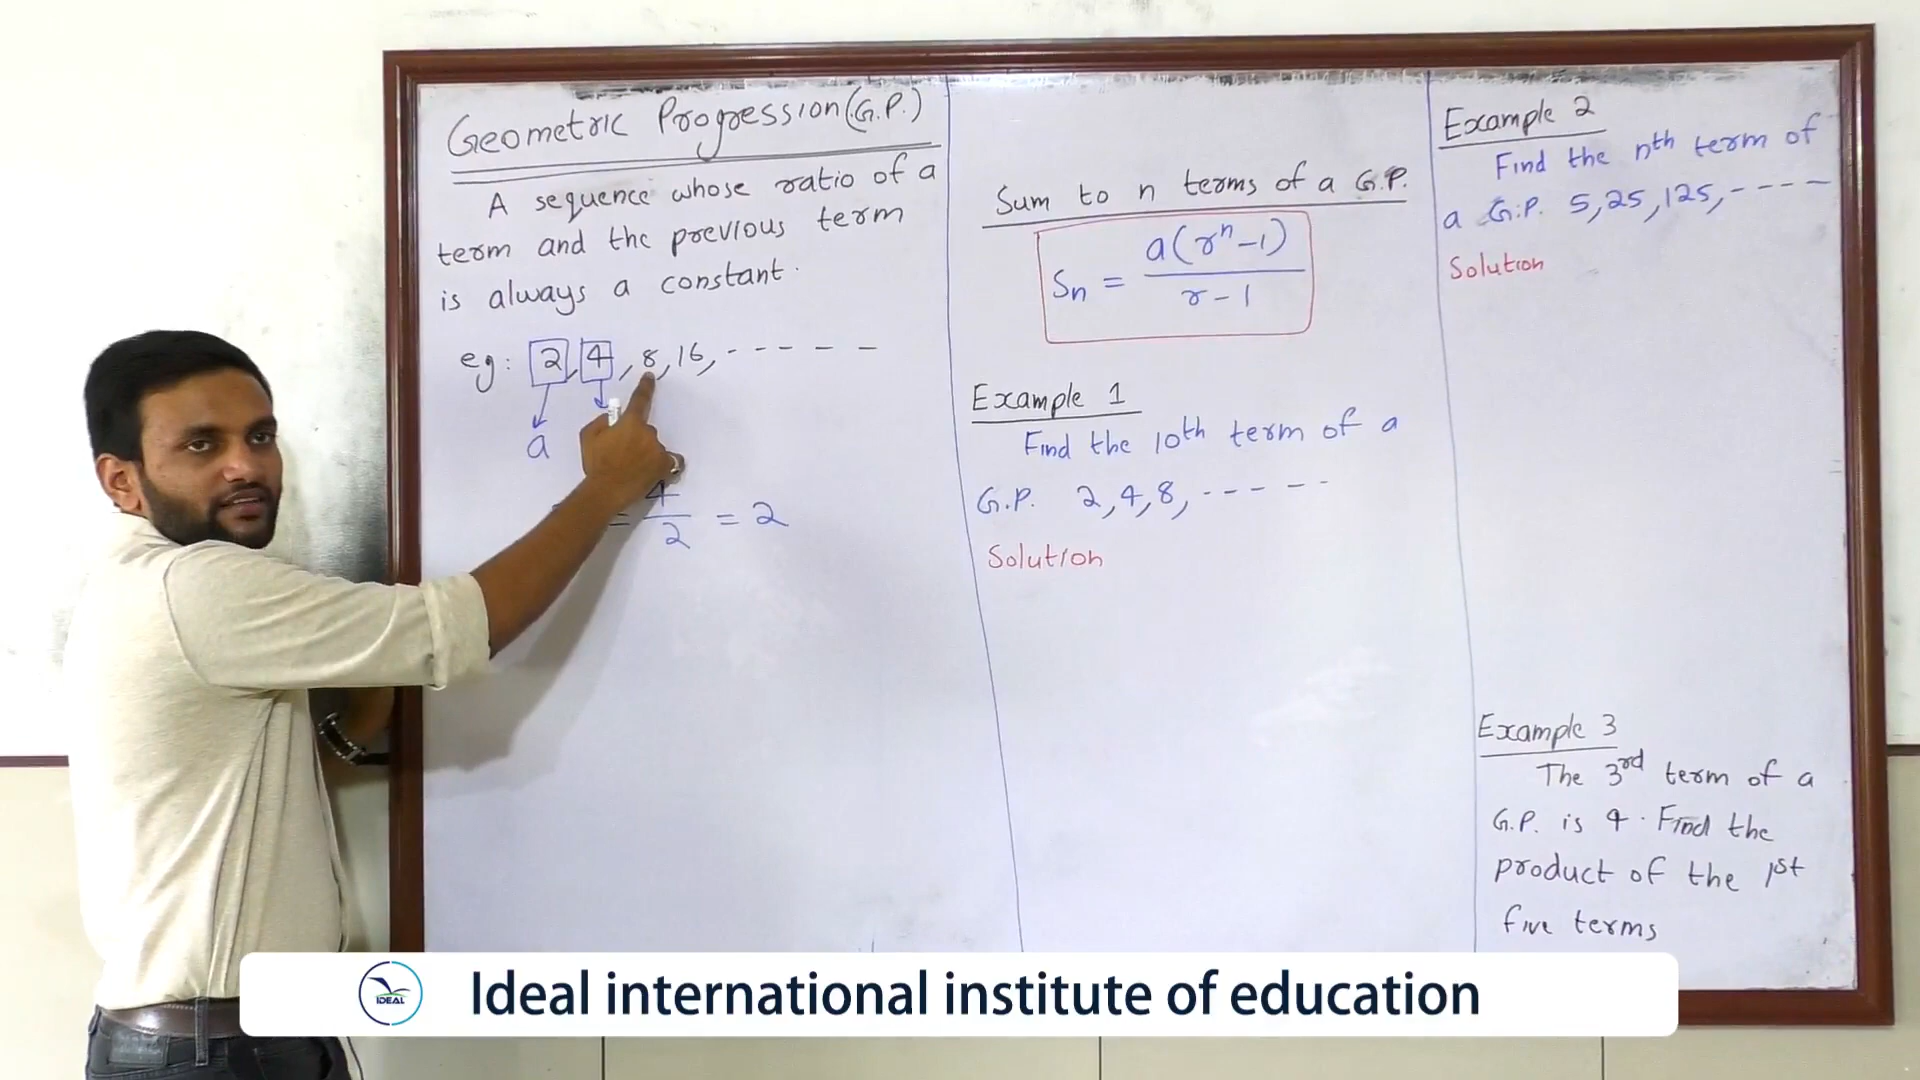 Geometric Progression (G.P.)
A sequence whose ratio of a
term and the previous term
is always a constant.
eg: 2, 4, 8, 16, - - - - -
a
= 4/2 = 2
Sum to n terms of a G.P.
Sn = a(r^n - 1) / r - 1
Example 1
Find the 10th term of a
G.P. 2, 4, 8, - - - - -
Solution
Example 2
Find the nth term of
a G.P. 5, 25, 125, - - - -
Solution
Example 3
The 3rd term of a
G.P. is 4. Find the
product of the 1st
five terms
IDEAL
Ideal international institute of education